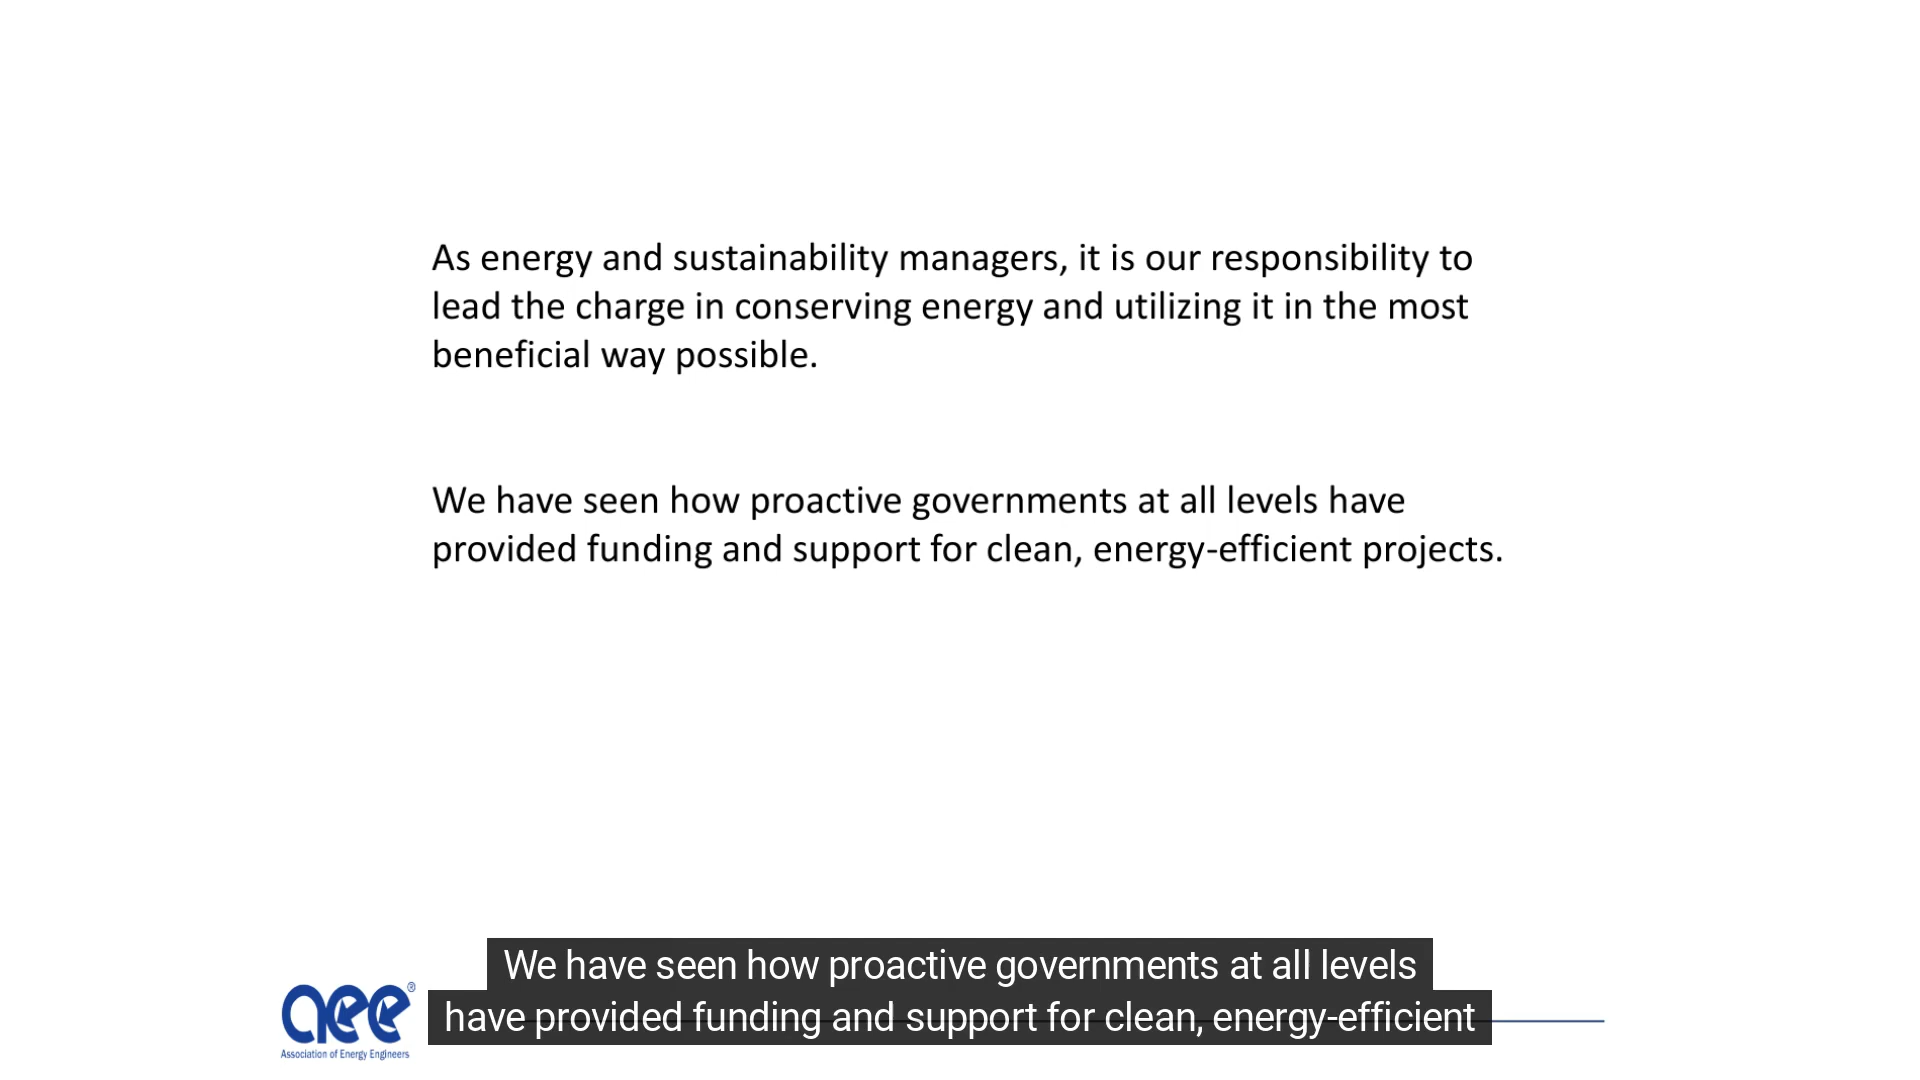 As energy and sustainability managers, it is our responsibility to
lead the charge in conserving energy and utilizing it in the most
beneficial way possible.
We have seen how proactive governments at all levels have
provided funding and support for clean, energy-efficient projects.
We have seen how proactive governments at all levels
have provided funding and support for clean, energy-efficient
aee®
Association of Energy Engineers